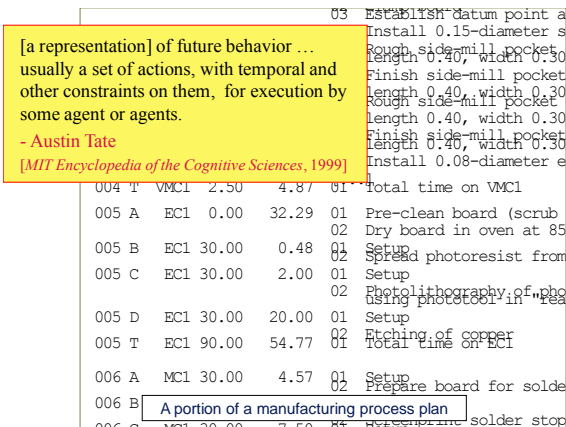 03 Establish datum point a
Install 0.15-diameter s
Rough side-mill pocket
length 0.40, width 0.30
Finish side-mill pocket
length 0.40, width 0.30
Rough side-mill pocket
length 0.40, width 0.30
Finish side-mill pocket
length 0.40, width 0.30
Install 0.08-diameter e
[a representation] of future behavior …
usually a set of actions, with temporal and
other constraints on them, for execution by
some agent or agents.
- Austin Tate
[MIT Encyclopedia of the Cognitive Sciences, 1999]
004 T VMC1 2.50 4.87 01 Total time on VMC1
005 A EC1 0.00 32.29 01 Pre-clean board (scrub
02 Dry board in oven at 85
005 B EC1 30.00 0.48 01 Setup
02 Spread photoresist from
005 C EC1 30.00 2.00 01 Setup
02 Photolithography of pho
using phototool in "rea
005 D EC1 30.00 20.00 01 Setup
02 Etching of copper
005 T EC1 90.00 54.77 01 Total time on EC1
006 A MC1 30.00 4.57 01 Setup
02 Prepare board for solde
006 B
A portion of a manufacturing process plan
solder stop